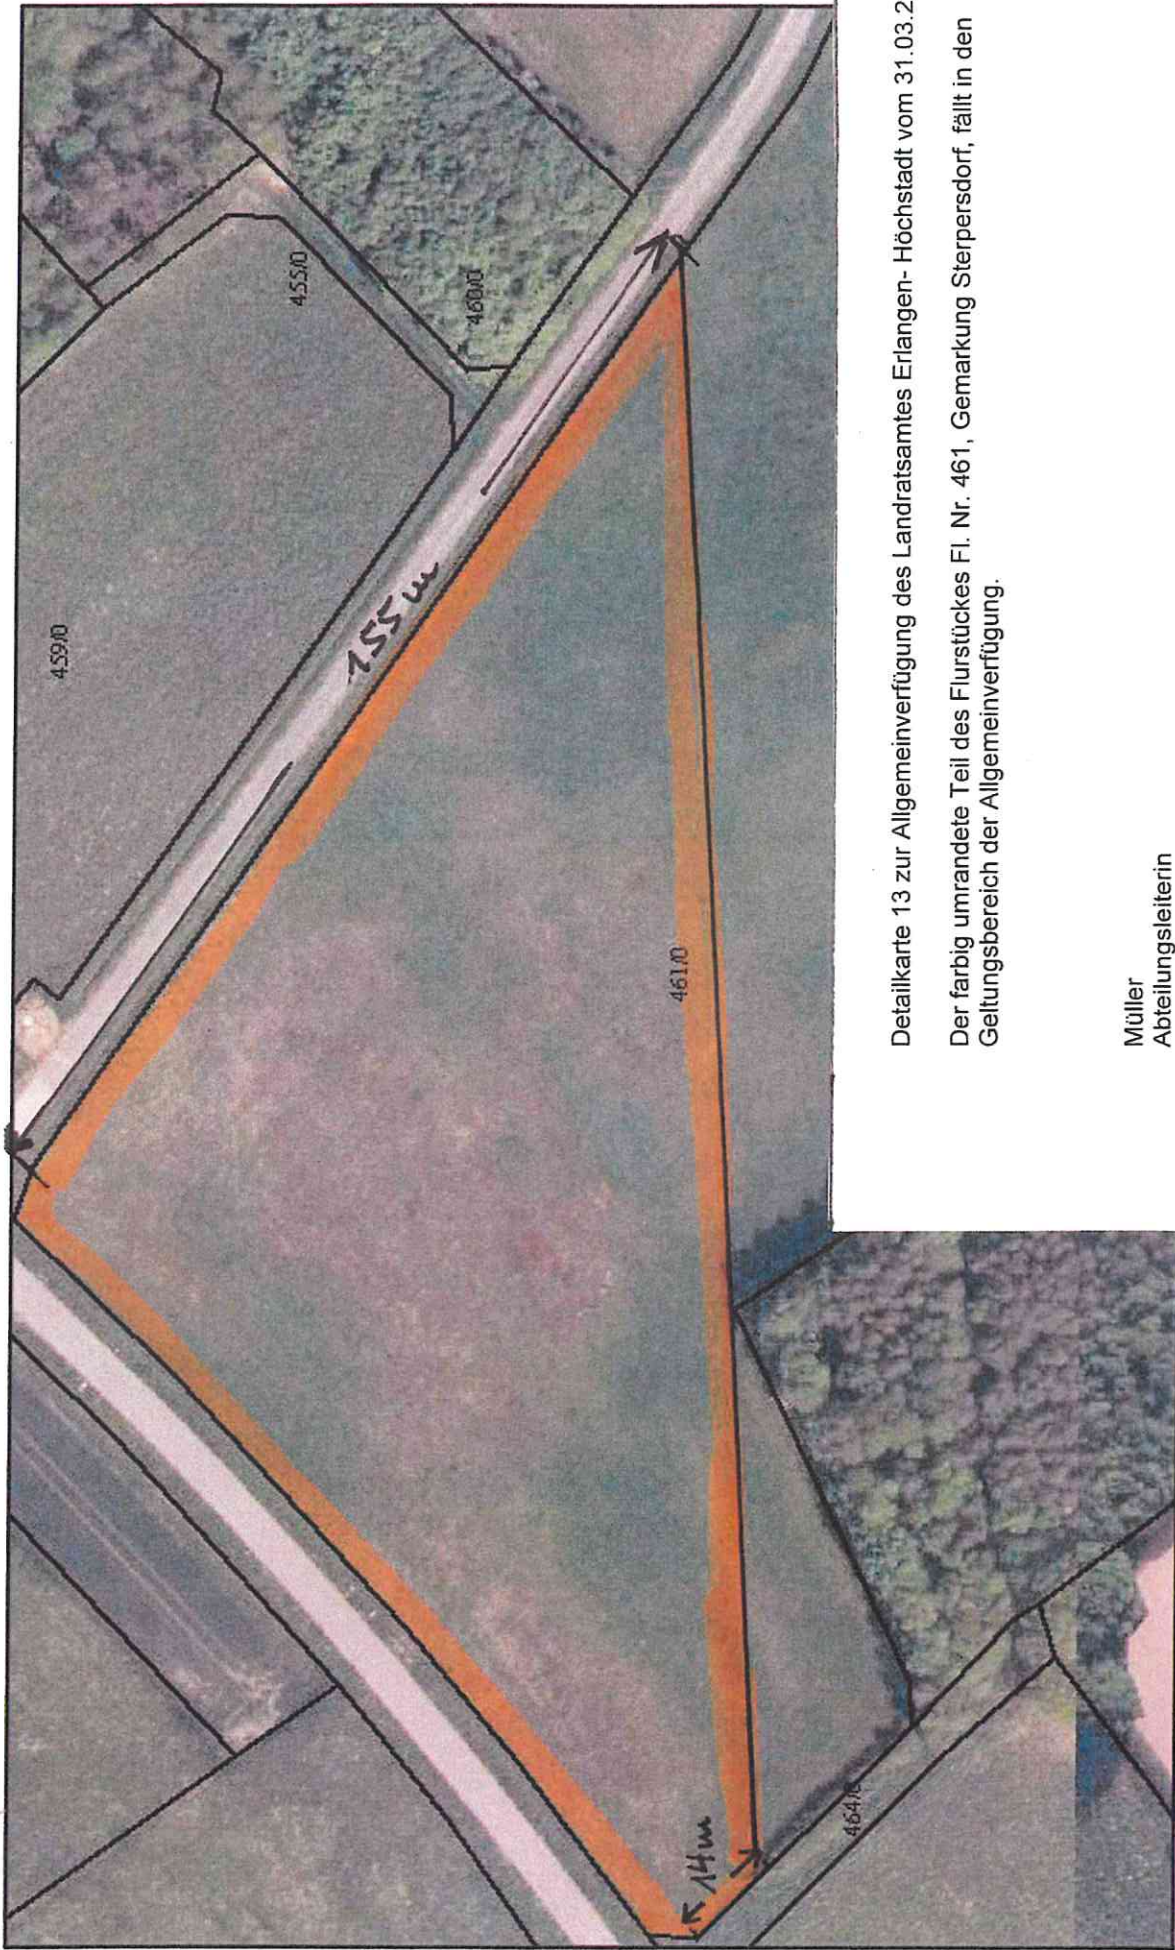 459/0
455/0
460/0
155 m
461/0
14m
464/0
Detailkarte 13 zur Allgemeinverfügung des Landratsamtes Erlangen- Höchstadt vom 31.03.2
Der farbig umrandete Teil des Flurstückes Fl. Nr. 461, Gemarkung Sterpersdorf, fällt in den
Geltungsbereich der Allgemeinverfügung.
Müller
Abteilungsleiterin